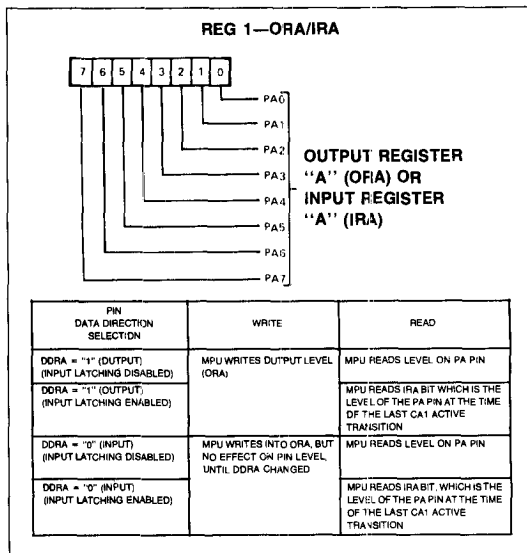 REG 1—ORA/IRA
7 6 5 4 3 2 1 0
PA0
PA1
PA2
PA3
PA4
PA5
PA6
PA7
OUTPUT REGISTER
"A" (ORA) OR
INPUT REGISTER
"A" (IRA)
PIN
DATA DIRECTION
SELECTION
WRITE
READ
DDRA = "1" (OUTPUT)
(INPUT LATCHING DISABLED)
MPU WRITES OUTPUT LEVEL
(ORA)
MPU READS LEVEL ON PA PIN
DDRA = "1" (OUTPUT)
(INPUT LATCHING ENABLED)
MPU READS IRA BIT WHICH IS THE
LEVEL OF THE PA PIN AT THE TIME
OF THE LAST CA1 ACTIVE
TRANSITION
DDRA = "0" (INPUT)
(INPUT LATCHING DISABLED)
MPU WRITES INTO ORA, BUT
NO EFFECT ON PIN LEVEL,
UNTIL DDRA CHANGED
MPU READS LEVEL ON PA PIN
DDRA = "0" (INPUT)
(INPUT LATCHING ENABLED)
MPU READS IRA BIT, WHICH IS THE
LEVEL OF THE PA PIN AT THE TIME
OF THE LAST CA1 ACTIVE
TRANSITION